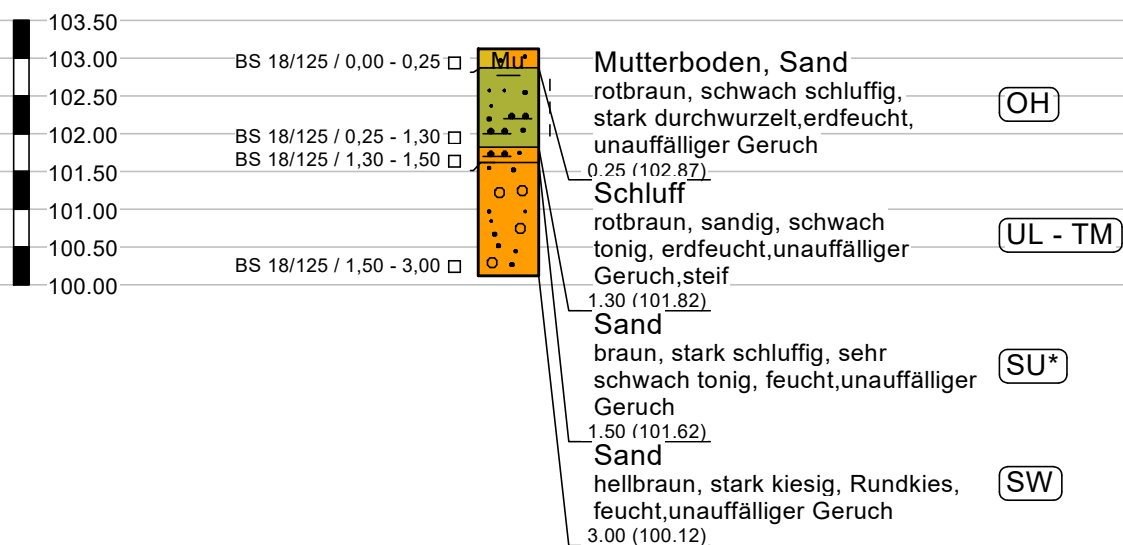 103.50
103.00
102.50
102.00
101.50
101.00
100.50
100.00
BS 18/125 / 0,00 - 0,25
BS 18/125 / 0,25 - 1,30
BS 18/125 / 1,30 - 1,50
BS 18/125 / 1,50 - 3,00
Mu
Mutterboden, Sand
rotbraun, schwach schluffig,
stark durchwurzelt,erdfeucht,
unauffälliger Geruch
0.25 (102.87)
OH
Schluff
rotbraun, sandig, schwach
tonig, erdfeucht,unauffälliger
Geruch,steif
1.30 (101.82)
UL - TM
Sand
braun, stark schluffig, sehr
schwach tonig, feucht,unauffälliger
Geruch
1.50 (101.62)
SU*
Sand
hellbraun, stark kiesig, Rundkies,
feucht,unauffälliger Geruch
3.00 (100.12)
SW